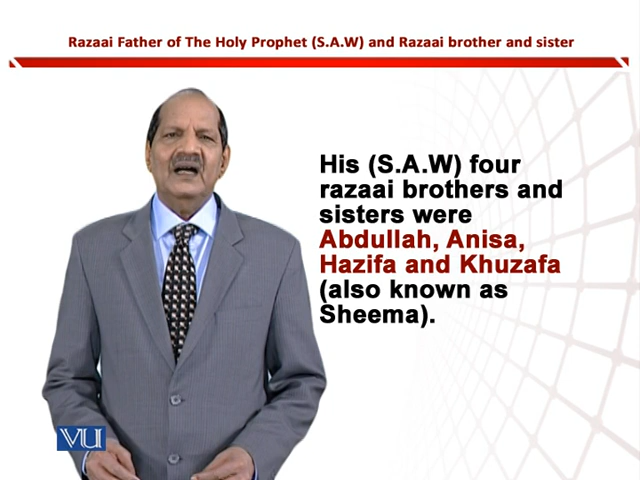 Razaai Father of The Holy Prophet (S.A.W) and Razaai brother and sister
His (S.A.W) four
razaai brothers and
sisters were
Abdullah, Anisa,
Hazifa and Khuzafa
(also known as
Sheema).
VU